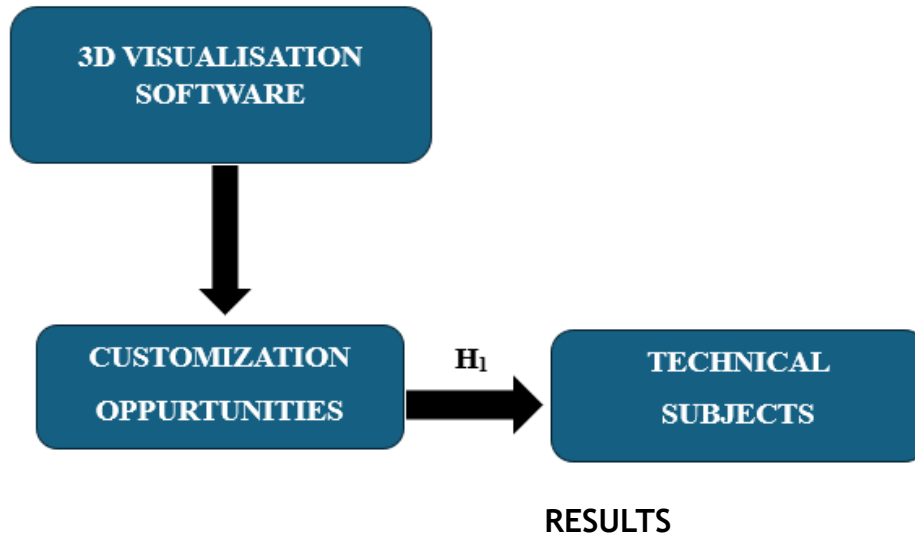 3D VISUALISATION
SOFTWARE
CUSTOMIZATION
OPPURTUNITIES
H₁
TECHNICAL
SUBJECTS
RESULTS